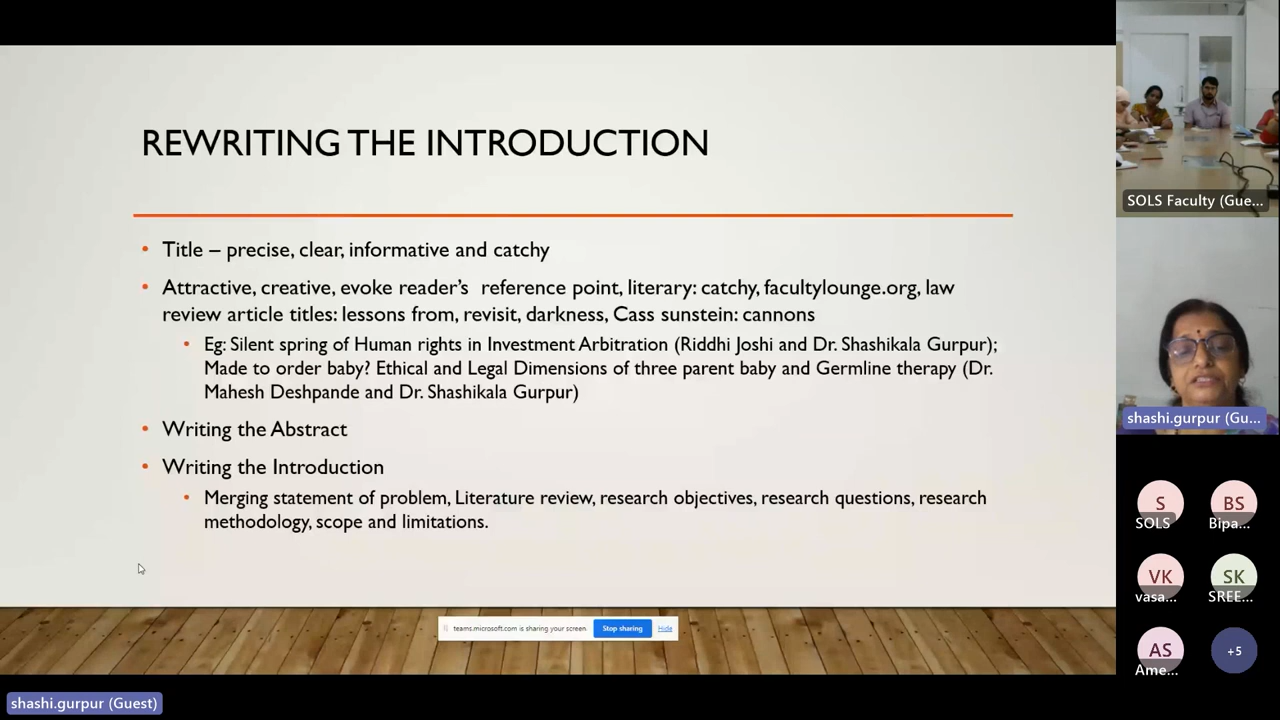 REWRITING THE INTRODUCTION
• Title – precise, clear, informative and catchy
• Attractive, creative, evoke reader's reference point, literary: catchy, facultylounge.org, law
review article titles: lessons from, revisit, darkness, Cass sunstein: cannons
• Eg: Silent spring of Human rights in Investment Arbitration (Riddhi Joshi and Dr. Shashikala Gurpur);
Made to order baby? Ethical and Legal Dimensions of three parent baby and Germline therapy (Dr.
Mahesh Deshpande and Dr. Shashikala Gurpur)
• Writing the Abstract
• Writing the Introduction
• Merging statement of problem, Literature review, research objectives, research questions, research
methodology, scope and limitations.
teams.microsoft.com is sharing your screen. Stop sharing Hide
shashi.gurpur (Guest)
SOLS Faculty (Gue...
shashi.gurpur (Gu...
S BS
SOLS Bipa...
VK SK
vasa... SREE...
AS +5
Ame...